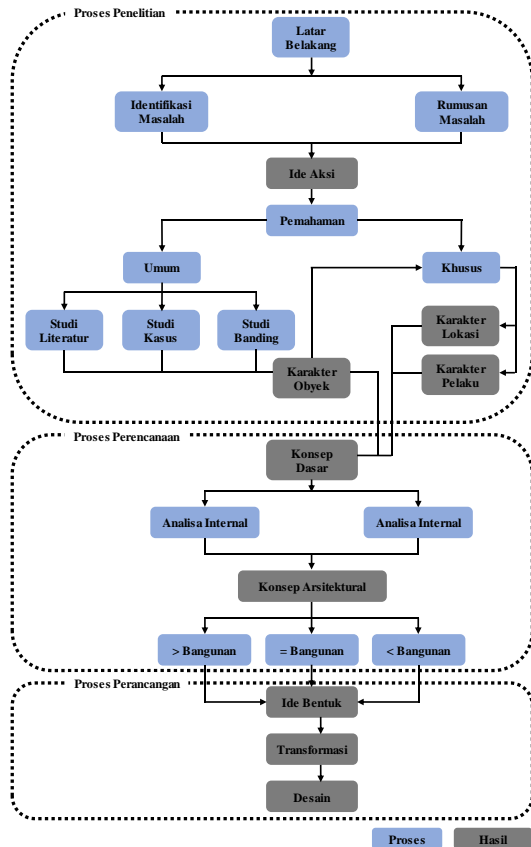 Proses Penelitian
Latar
Belakang
Identifikasi
Masalah
Rumusan
Masalah
Ide Aksi
Pemahaman
Umum
Khusus
Studi
Literatur
Studi
Kasus
Studi
Banding
Karakter
Lokasi
Karakter
Obyek
Karakter
Pelaku
Proses Perencanaan
Konsep
Dasar
Analisa Internal
Analisa Internal
Konsep Arsitektural
> Bangunan
= Bangunan
< Bangunan
Proses Perancangan
Ide Bentuk
Transformasi
Desain
Proses
Hasil